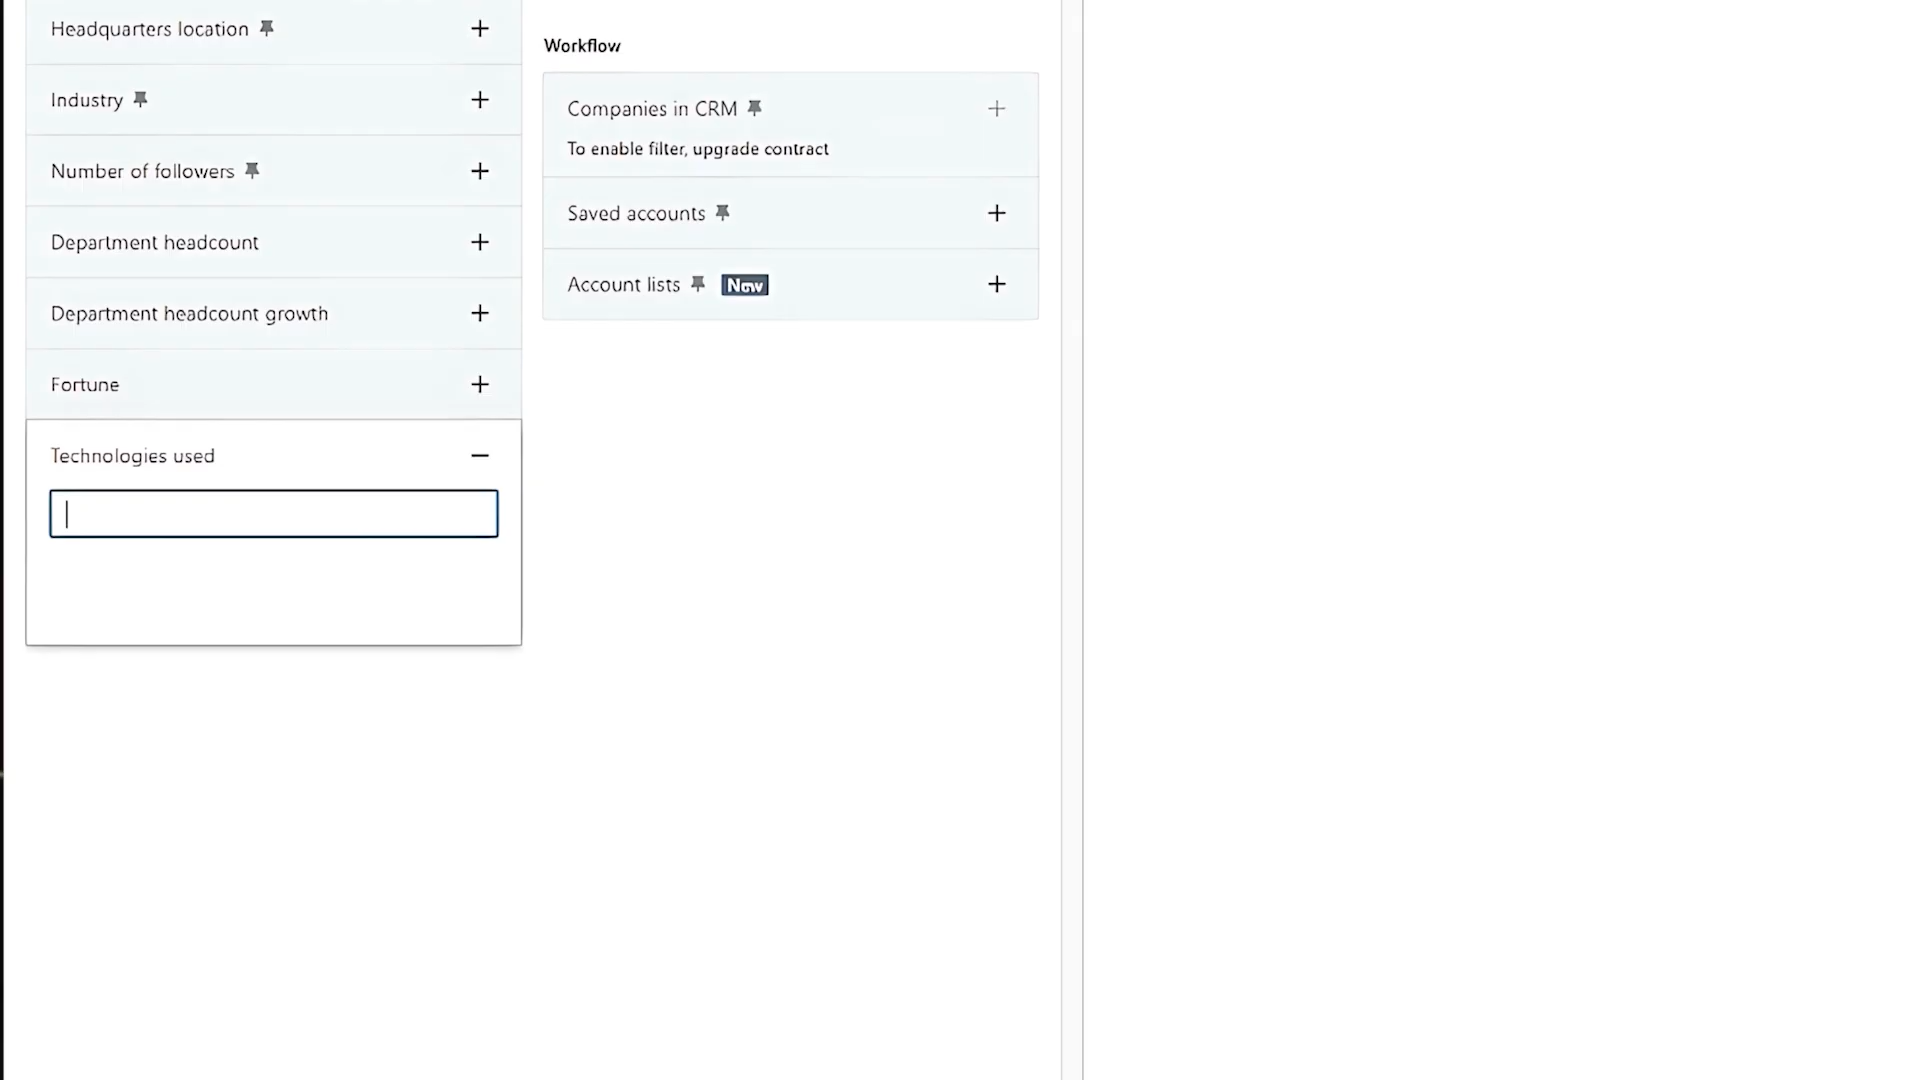 Headquarters location
Industry
Number of followers
Department headcount
Department headcount growth
Fortune
Technologies used
Workflow
Companies in CRM
To enable filter, upgrade contract
Saved accounts
Account lists New